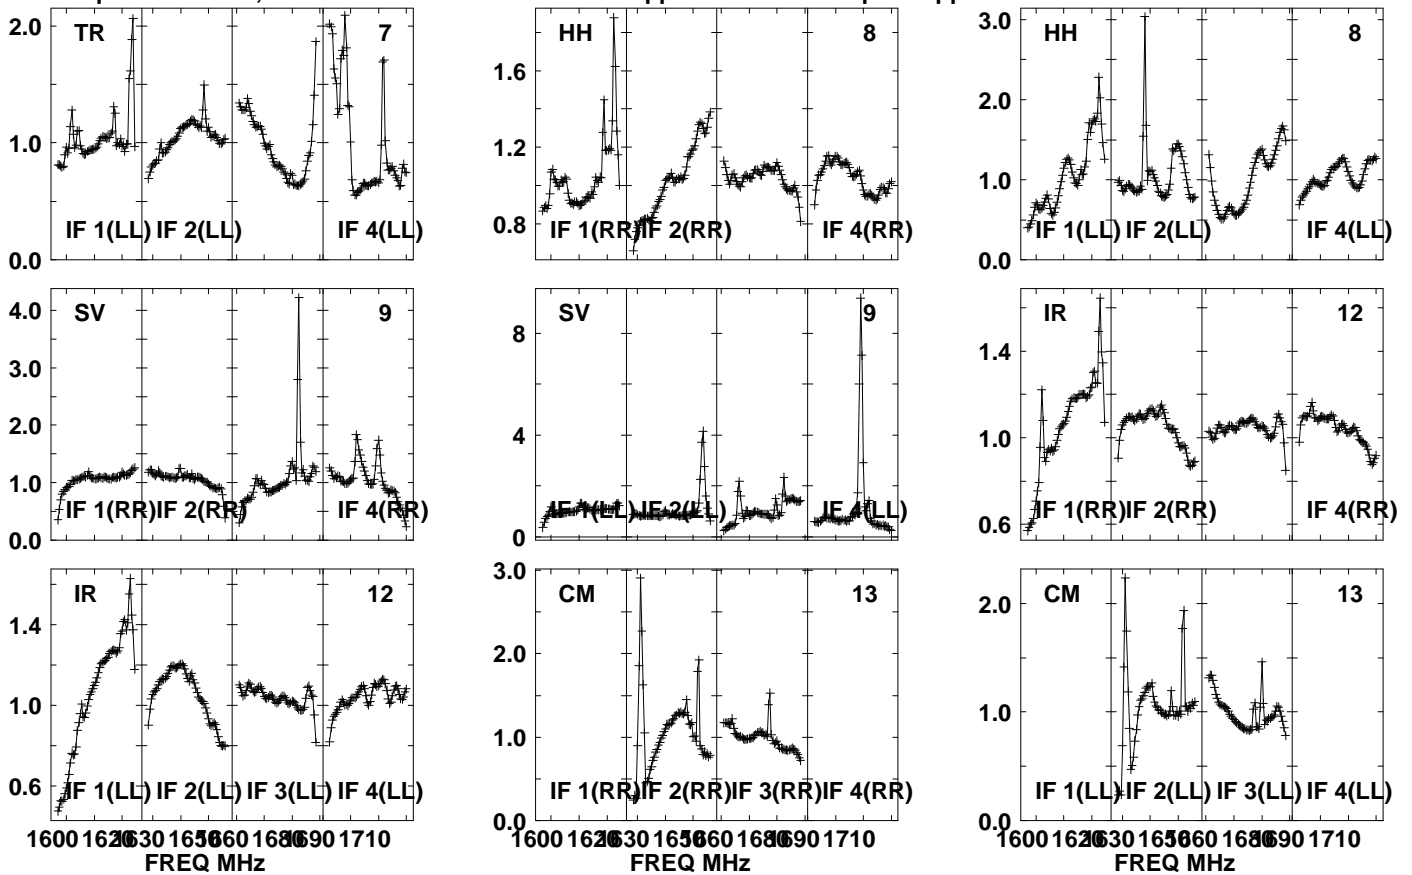 TR 7
2.0
1.0
0.0
IF 1(LL) IF 2(LL) IF 4(LL)
HH 8
1.6
1.2
0.8
IF 1(RR) IF 2(RR) IF 4(RR)
HH 8
3.0
2.0
1.0
0.0
IF 1(LL) IF 2(LL) IF 4(LL)
SV 9
4.0
3.0
2.0
1.0
0.0
IF 1(RR) IF 2(RR) IF 4(RR)
SV 9
8
4
0
IF 1(LL) IF 2(LL) IF 4(LL)
IR 12
1.4
1.0
0.6
IF 1(RR) IF 2(RR) IF 4(RR)
IR 12
1.4
1.0
0.6
IF 1(LL) IF 2(LL) IF 3(LL) IF 4(LL)
1600 1620 1630 1650 1660 1680 1690 1710
FREQ MHz
CM 13
3.0
2.0
1.0
0.0
IF 1(RR) IF 2(RR) IF 3(RR) IF 4(RR)
1600 1620 1630 1650 1660 1680 1690 1710
FREQ MHz
CM 13
2.0
1.0
0.0
IF 1(LL) IF 2(LL) IF 3(LL) IF 4(LL)
1600 1620 1630 1650 1660 1680 1690 1710
FREQ MHz